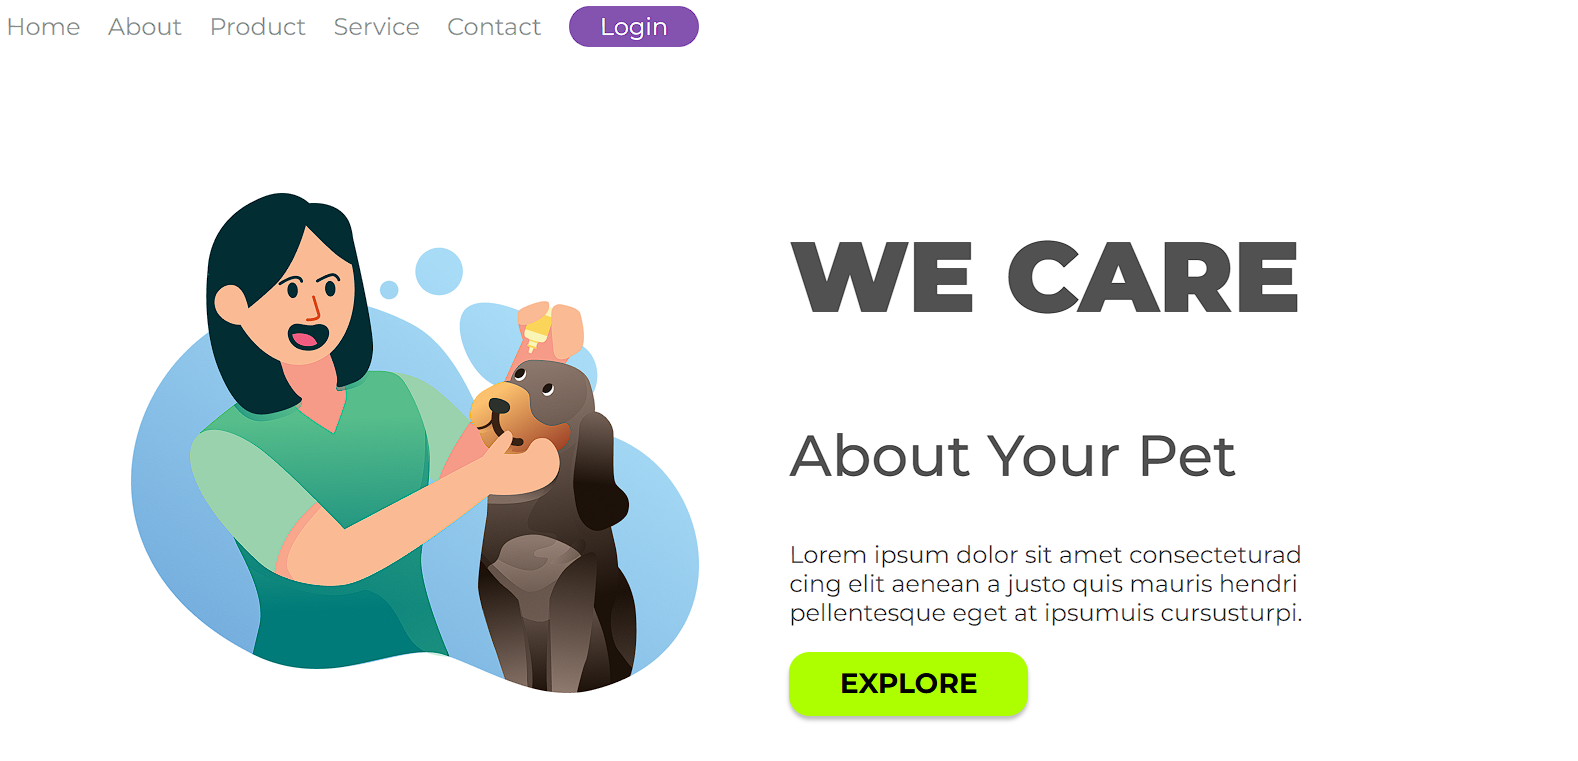 Home About Product Service Contact Login
WE CARE
About Your Pet
Lorem ipsum dolor sit amet consecteturad
cing elit aenean a justo quis mauris hendri
pellentesque eget at ipsumuis cursusturpi.
EXPLORE